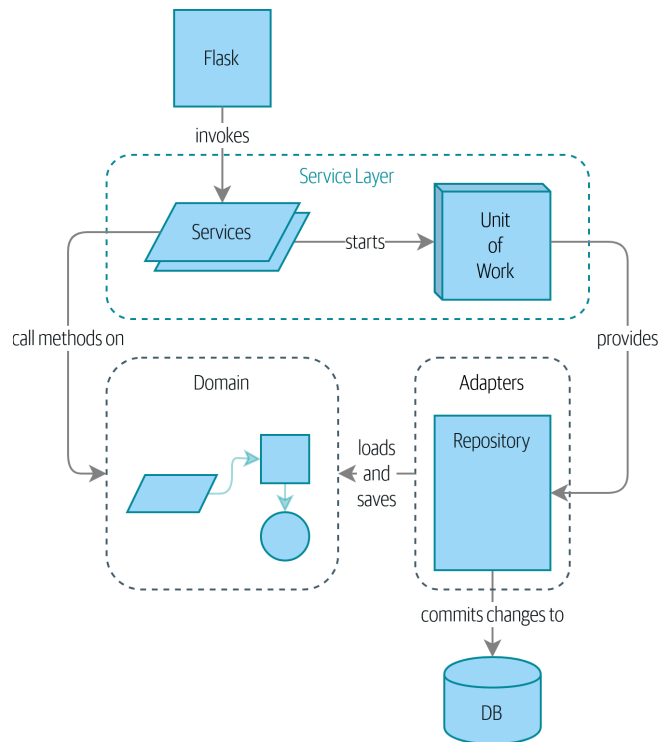 Flask
invokes
Service Layer
Services
starts
Unit
of
Work
call methods on
provides
Domain
Adapters
loads
and
saves
Repository
commits changes to
DB